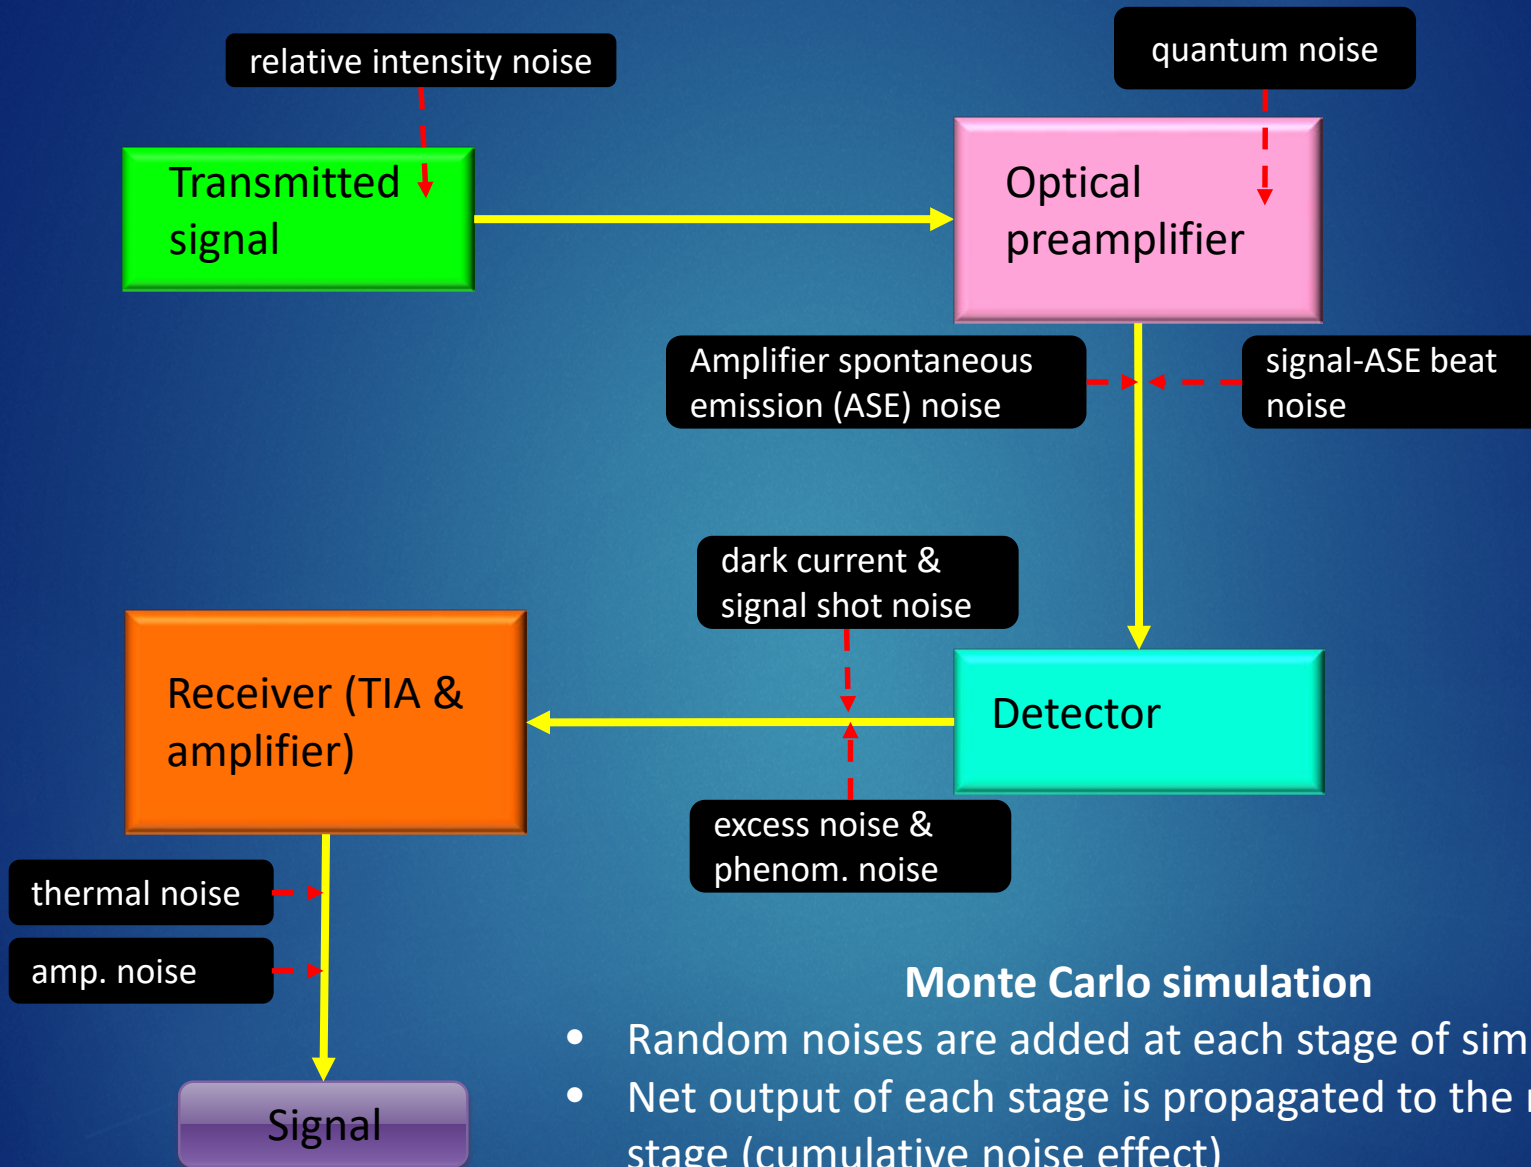 relative intensity noise
quantum noise
Transmitted
signal
Optical
preamplifier
Amplifier spontaneous
emission (ASE) noise
signal-ASE beat
noise
dark current &
signal shot noise
Receiver (TIA &
amplifier)
Detector
excess noise &
phenom. noise
thermal noise
amp. noise
Signal
Monte Carlo simulation
• Random noises are added at each stage of
• Net output of each stage is propagated to the
stage (cumulative noise effect)